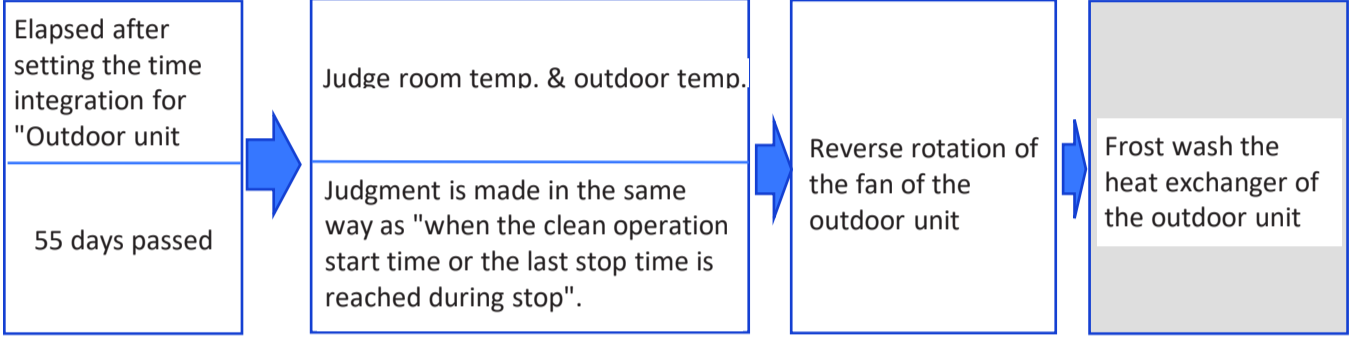 Elapsed after
setting the time
integration for
"Outdoor unit
55 days passed
Judge room temp. & outdoor temp.
Judgment is made in the same
way as "when the clean operation
start time or the last stop time is
reached during stop".
Reverse rotation of
the fan of the
outdoor unit
Frost wash the
heat exchanger of
the outdoor unit